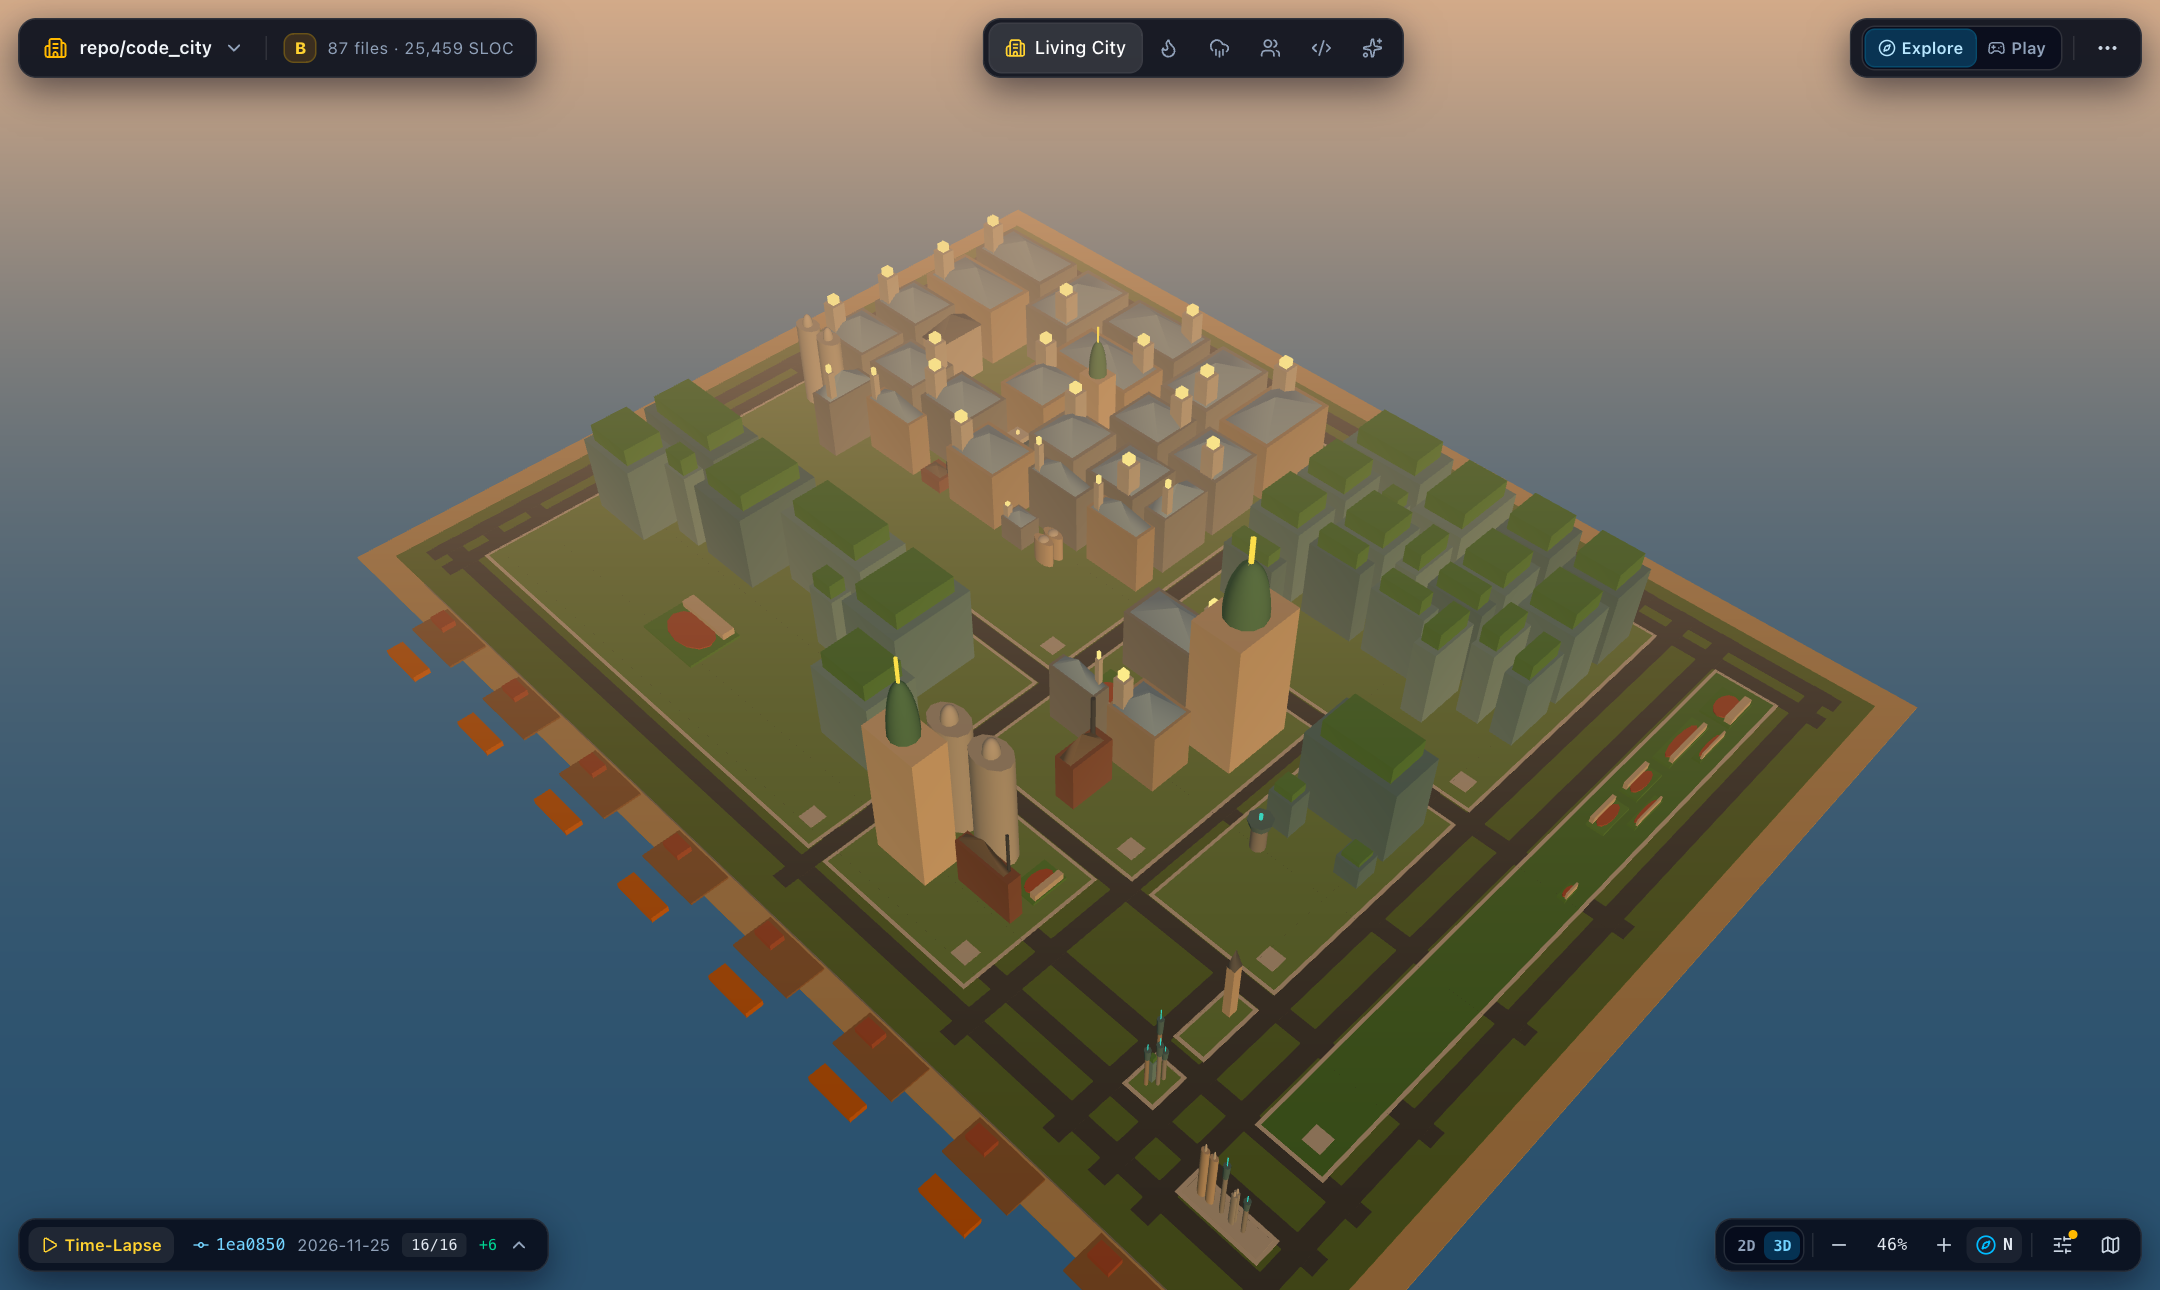 repo/code_city
B
87 files · 25,459 SLOC
Living City
Explore
Play
Time-Lapse
1ea0850
2026-11-25
16/16
+6
2D
3D
46%
N